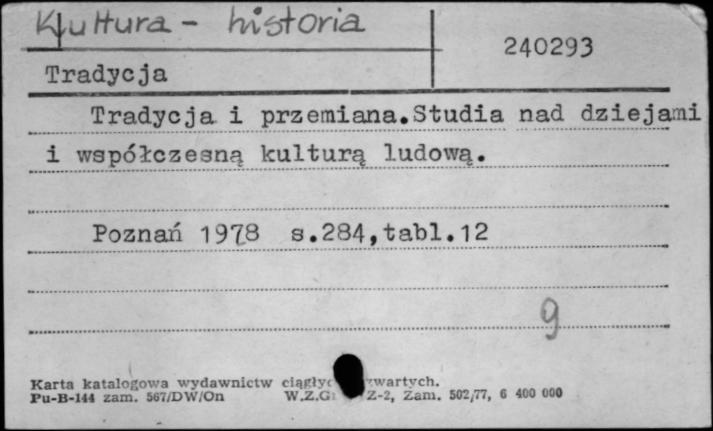 Kultura - historia
240293
Tradycja
Tradycja i przemiana. Studia nad dziejami
i współczesną kulturą ludową.
Poznań 1978 s.284, tabl.12
9
Karta katalogowa wydawnictw
Pu-B-144 zam. 567/DW/On Z-2, Zam. 502/77, 6 400 000